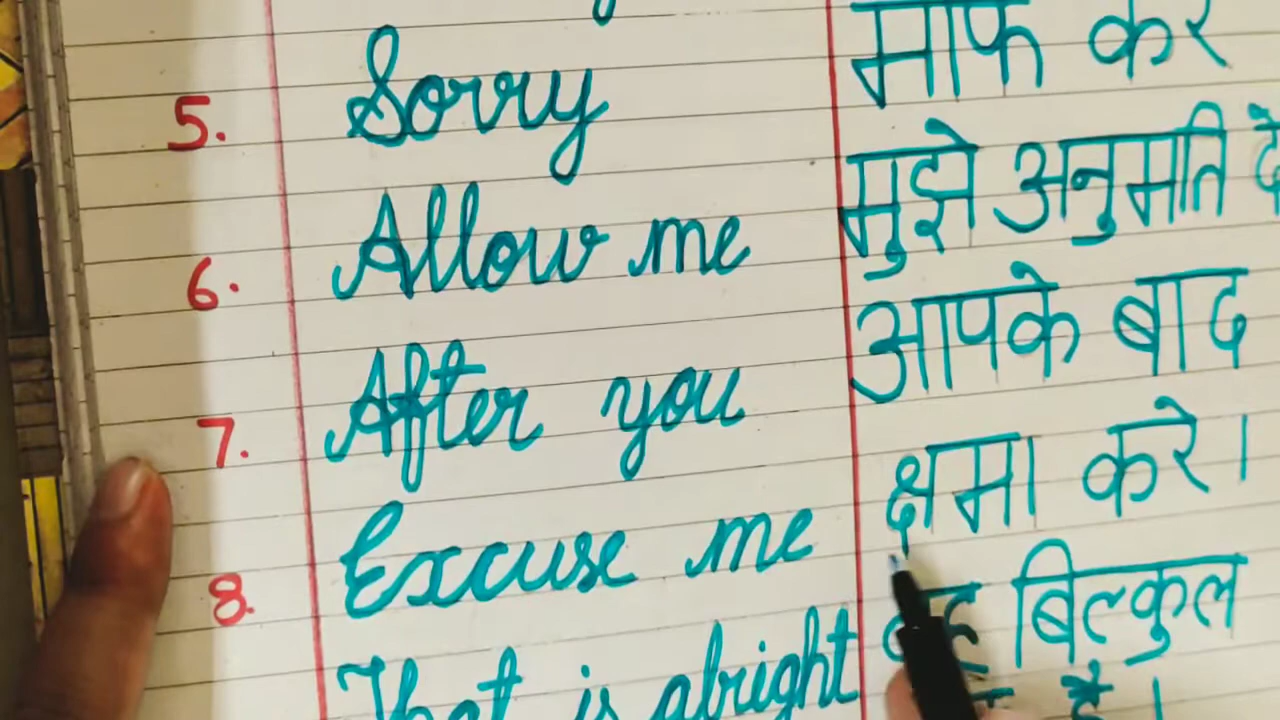 5. Sorry माफ करे
6. Allow me मुझे अनुमति दे
7. After you आपके बाद
8. Excuse me क्षमा करे।
That is alright बिल्कुल
है।